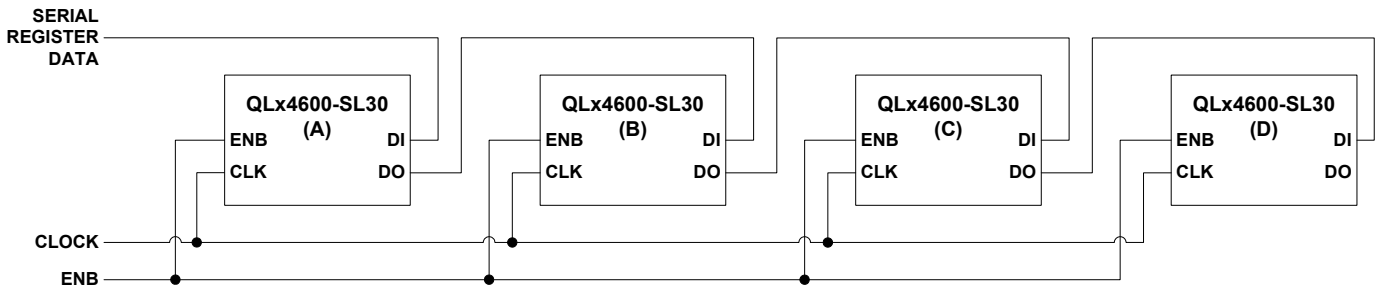 SERIAL
REGISTER
DATA
QLx4600-SL30
(A)
ENB
DI
CLK
DO
QLx4600-SL30
(B)
ENB
DI
CLK
DO
QLx4600-SL30
(C)
ENB
DI
CLK
DO
QLx4600-SL30
(D)
ENB
DI
CLK
DO
CLOCK
ENB